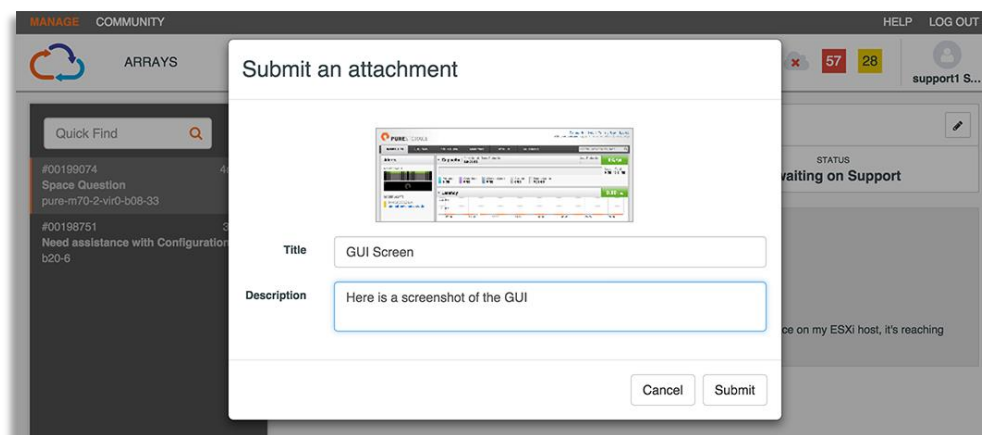 MANAGE COMMUNITY HELP LOG OUT
ARRAYS
57 28
support1 S...
Submit an attachment
Quick Find
#00199074
Space Question
pure-m70-2-vir0-b08-33
#00198751
Need assistance with Configuration
b20-6
STATUS
vaiting on Support
PURE
Title
GUI Screen
Description
Here is a screenshot of the GUI
ce on my ESXi host, it's reaching
Cancel
Submit